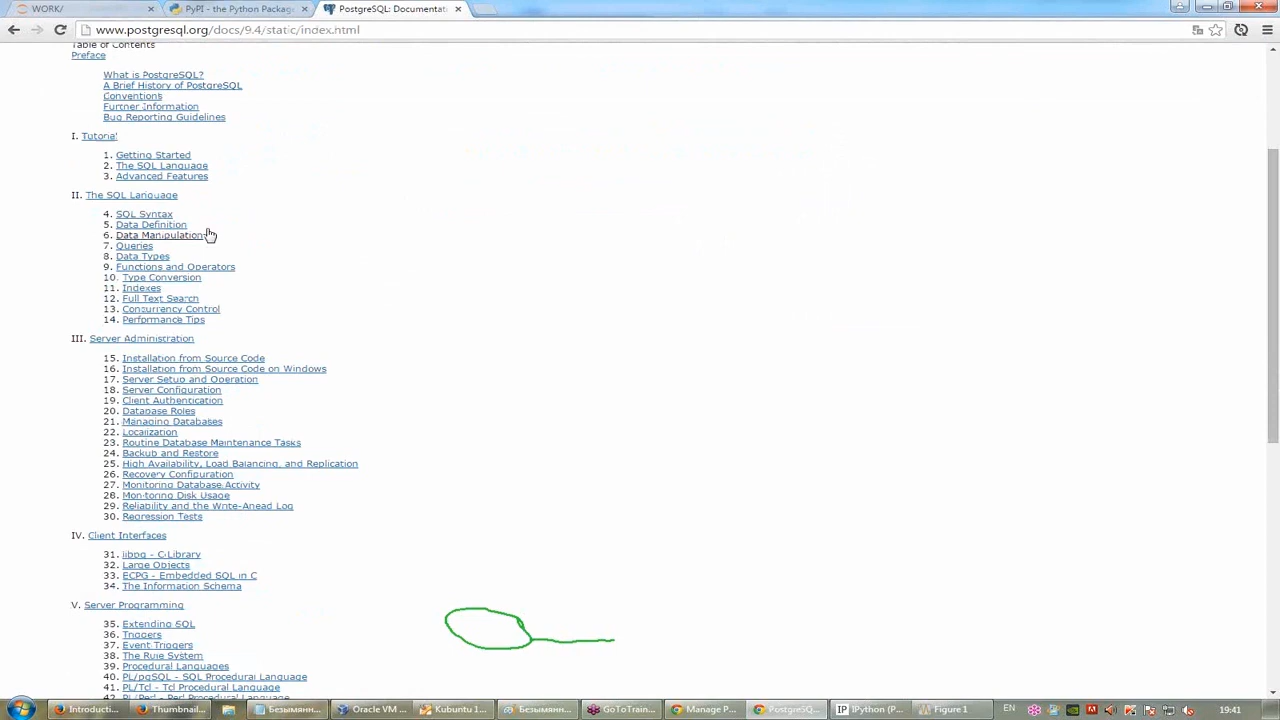 WORK/
PyPI - the Python Packag
PostgreSQL: Documentat
www.postgresql.org/docs/9.4/static/index.html
Table of Contents
Preface
What is PostgreSQL?
A Brief History of PostgreSQL
Conventions
Further Information
Bug Reporting Guidelines
I. Tutorial
1. Getting Started
2. The SQL Language
3. Advanced Features
II. The SQL Language
4. SQL Syntax
5. Data Definition
6. Data Manipulation
7. Queries
8. Data Types
9. Functions and Operators
10. Type Conversion
11. Indexes
12. Full Text Search
13. Concurrency Control
14. Performance Tips
III. Server Administration
15. Installation from Source Code
16. Installation from Source Code on Windows
17. Server Setup and Operation
18. Server Configuration
19. Client Authentication
20. Database Roles
21. Managing Databases
22. Localization
23. Routine Database Maintenance Tasks
24. Backup and Restore
25. High Availability, Load Balancing, and Replication
26. Recovery Configuration
27. Monitoring Database Activity
28. Monitoring Disk Usage
29. Reliability and the Write-Ahead Log
30. Regression Tests
IV. Client Interfaces
31. libpq - C Library
32. Large Objects
33. ECPG - Embedded SQL in C
34. The Information Schema
V. Server Programming
35. Extending SQL
36. Triggers
37. Event Triggers
38. The Rule System
39. Procedural Languages
40. PL/pgSQL - SQL Procedural Language
41. PL/Tcl - Tcl Procedural Language
42. PL/Perl - Perl Procedural Language
Introducti... Thumbnail... Безымянн... Oracle VM ... Kubuntu 1... Безымянн... GoToTrain... Manage P... PostgreSQ... IPython (P... Figure 1 EN 19:41